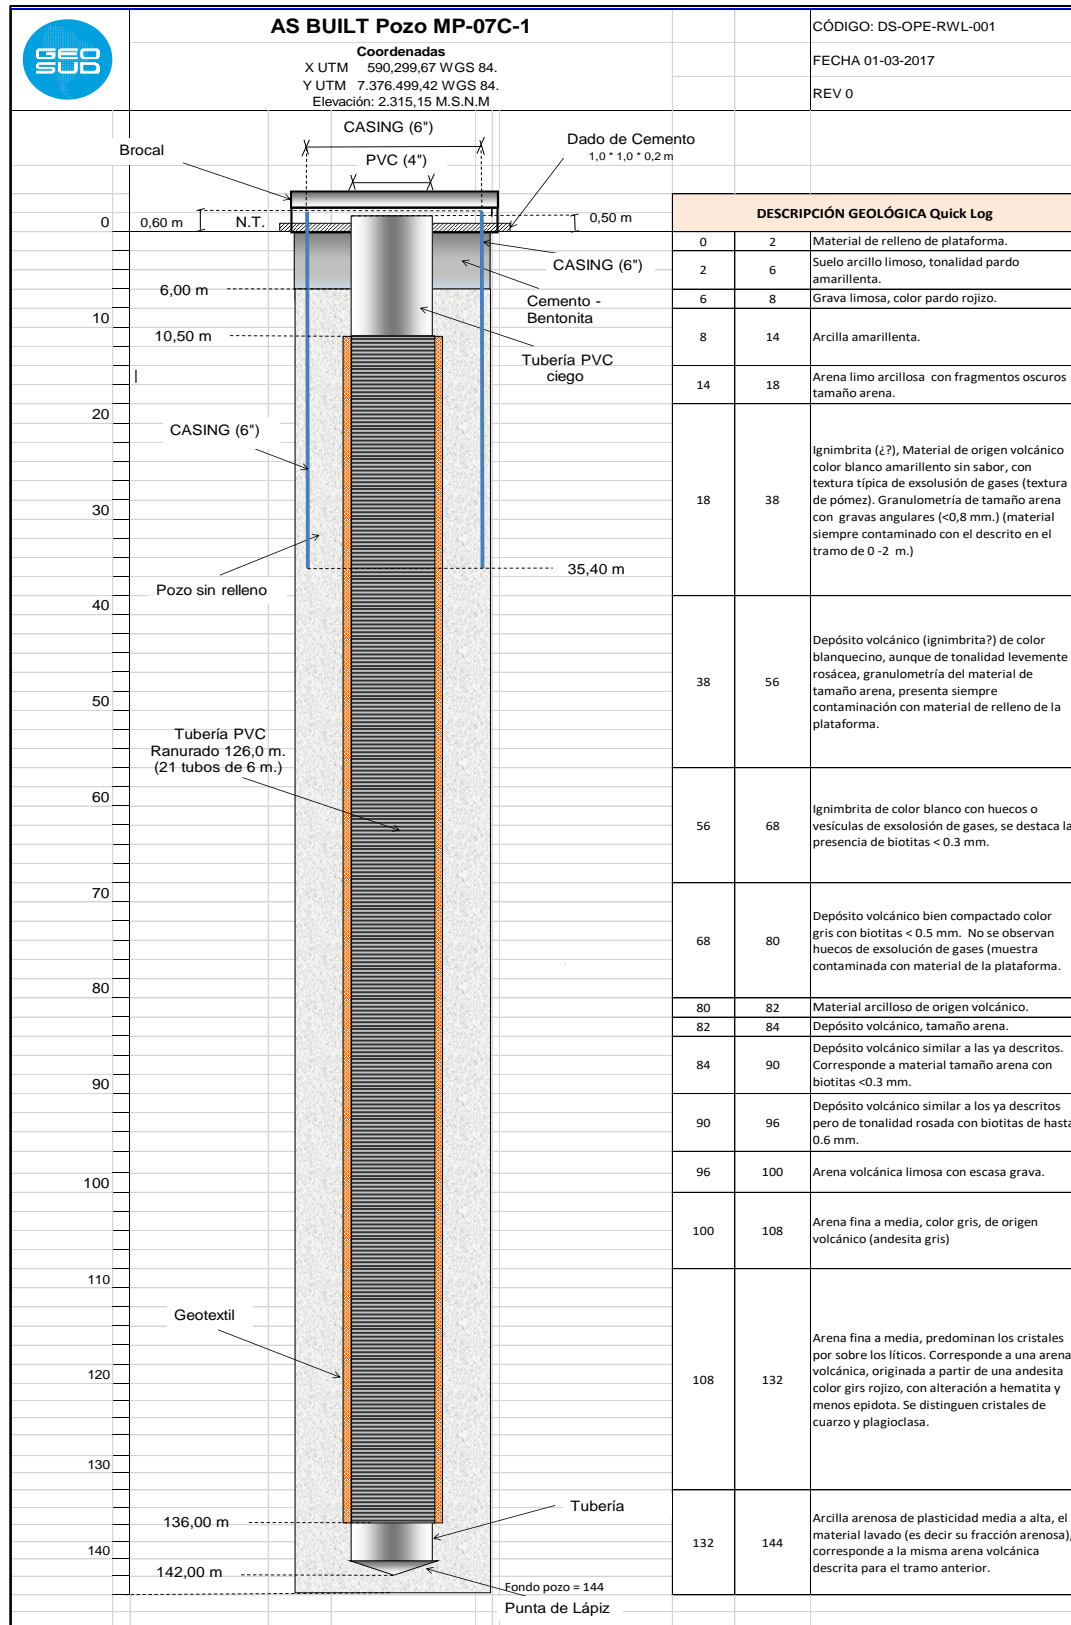 GEO
SUD
AS BUILT Pozo MP-07C-1
Coordenadas
X UTM 590,299,67 WGS 84.
Y UTM 7.376.499,42 WGS 84.
Elevación: 2.315,15 M.S.N.M
CÓDIGO: DS-OPE-RWL-001
FECHA 01-03-2017
REV 0
CASING (6")
Brocal
PVC (4")
Dado de Cemento
1,0 * 1,0 * 0,2 m
0
0,60 m
N.T.
0,50 m
CASING (6")
6,00 m
Cemento -
Bentonita
10
10,50 m
Tubería PVC
ciego
20
CASING (6")
30
35,40 m
Pozo sin relleno
40
50
Tubería PVC
Ranurado 126,0 m.
(21 tubos de 6 m.)
60
70
80
90
100
110
Geotextil
120
130
Tubería
136,00 m
140
142,00 m
Fondo pozo = 144
Punta de Lápiz
DESCRIPCIÓN GEOLÓGICA Quick Log
0 2 Material de relleno de plataforma.
2 6 Suelo arcillo limoso, tonalidad pardo
amarillenta.
6 8 Grava limosa, color pardo rojizo.
8 14 Arcilla amarillenta.
14 18 Arena limo arcillosa con fragmentos oscuros
tamaño arena.
18 38 Ignimbrita (¿?), Material de origen volcánico
color blanco amarillento sin sabor, con
textura típica de exsolusión de gases (textura
de pómez). Granulometría de tamaño arena
con gravas angulares (<0,8 mm.) (material
siempre contaminado con el descrito en el
tramo de 0 -2 m.)
38 56 Depósito volcánico (ignimbrita?) de color
blanquecino, aunque de tonalidad levemente
rosácea, granulometría del material de
tamaño arena, presenta siempre
contaminación con material de relleno de la
plataforma.
56 68 Ignimbrita de color blanco con huecos o
vesículas de exsolosión de gases, se destaca la
presencia de biotitas < 0.3 mm.
68 80 Depósito volcánico bien compactado color
gris con biotitas < 0.5 mm. No se observan
huecos de exsolución de gases (muestra
contaminada con material de la plataforma.
80 82 Material arcilloso de origen volcánico.
82 84 Depósito volcánico, tamaño arena.
84 90 Depósito volcánico similar a las ya descritos.
Corresponde a material tamaño arena con
biotitas <0.3 mm.
90 96 Depósito volcánico similar a los ya descritos
pero de tonalidad rosada con biotitas de hasta
0.6 mm.
96 100 Arena volcánica limosa con escasa grava.
100 108 Arena fina a media, color gris, de origen
volcánico (andesita gris)
108 132 Arena fina a media, predominan los cristales
por sobre los líticos. Corresponde a una arena
volcánica, originada a partir de una andesita
color girs rojizo, con alteración a hematita y
menos epidota. Se distinguen cristales de
cuarzo y plagioclasa.
132 144 Arcilla arenosa de plasticidad media a alta, el
material lavado (es decir su fracción arenosa),
corresponde a la misma arena volcánica
descrita para el tramo anterior.